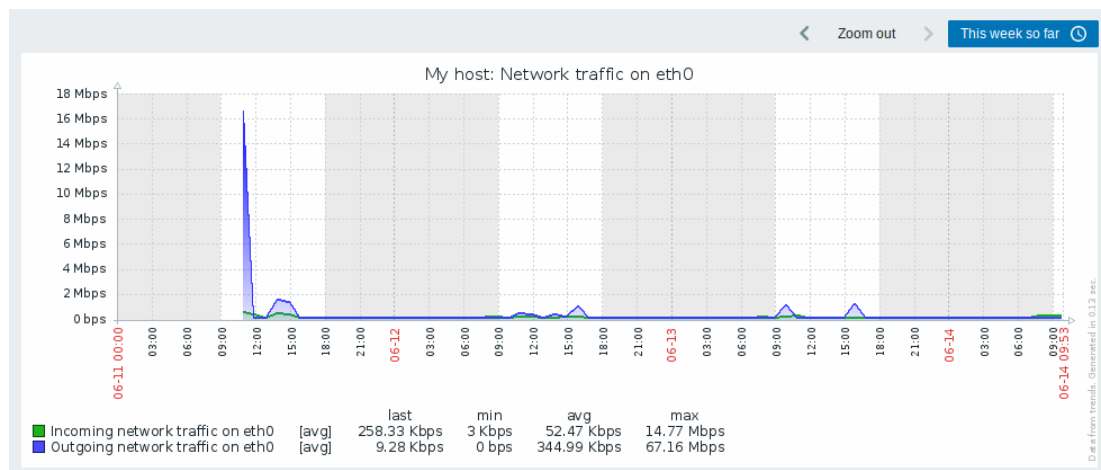 Zoom out This week so far
My host: Network traffic on eth0
18 Mbps
16 Mbps
14 Mbps
12 Mbps
10 Mbps
8 Mbps
6 Mbps
4 Mbps
2 Mbps
0 bps
06-11 00:00 03:00 06:00 09:00 12:00 15:00 18:00 21:00 06-12 03:00 06:00 09:00 12:00 15:00 18:00 21:00 06-13 03:00 06:00 09:00 12:00 15:00 18:00 21:00 06-14 03:00 06:00 09:00 06-14 09:53
last min avg max
Incoming network traffic on eth0 [avg] 258.33 Kbps 3 Kbps 52.47 Kbps 14.77 Mbps
Outgoing network traffic on eth0 [avg] 9.28 Kbps 0 bps 344.99 Kbps 67.16 Mbps
Data from trends. Generated in 0.13 sec.